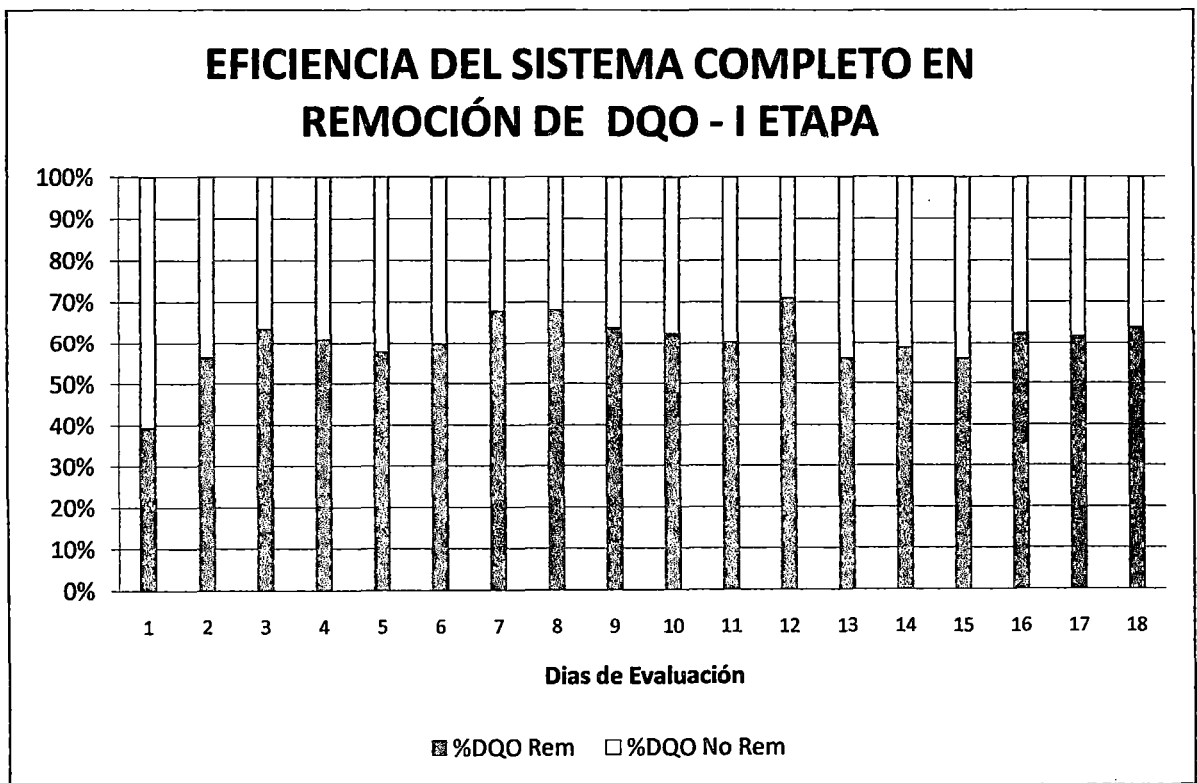 EFICIENCIA DEL SISTEMA COMPLETO EN
REMOCIÓN DE DQO - I ETAPA
100%
90%
80%
70%
60%
50%
40%
30%
20%
10%
0%
1 2 3 4 5 6 7 8 9 10 11 12 13 14 15 16 17 18
Dias de Evaluación
%DQO Rem %DQO No Rem